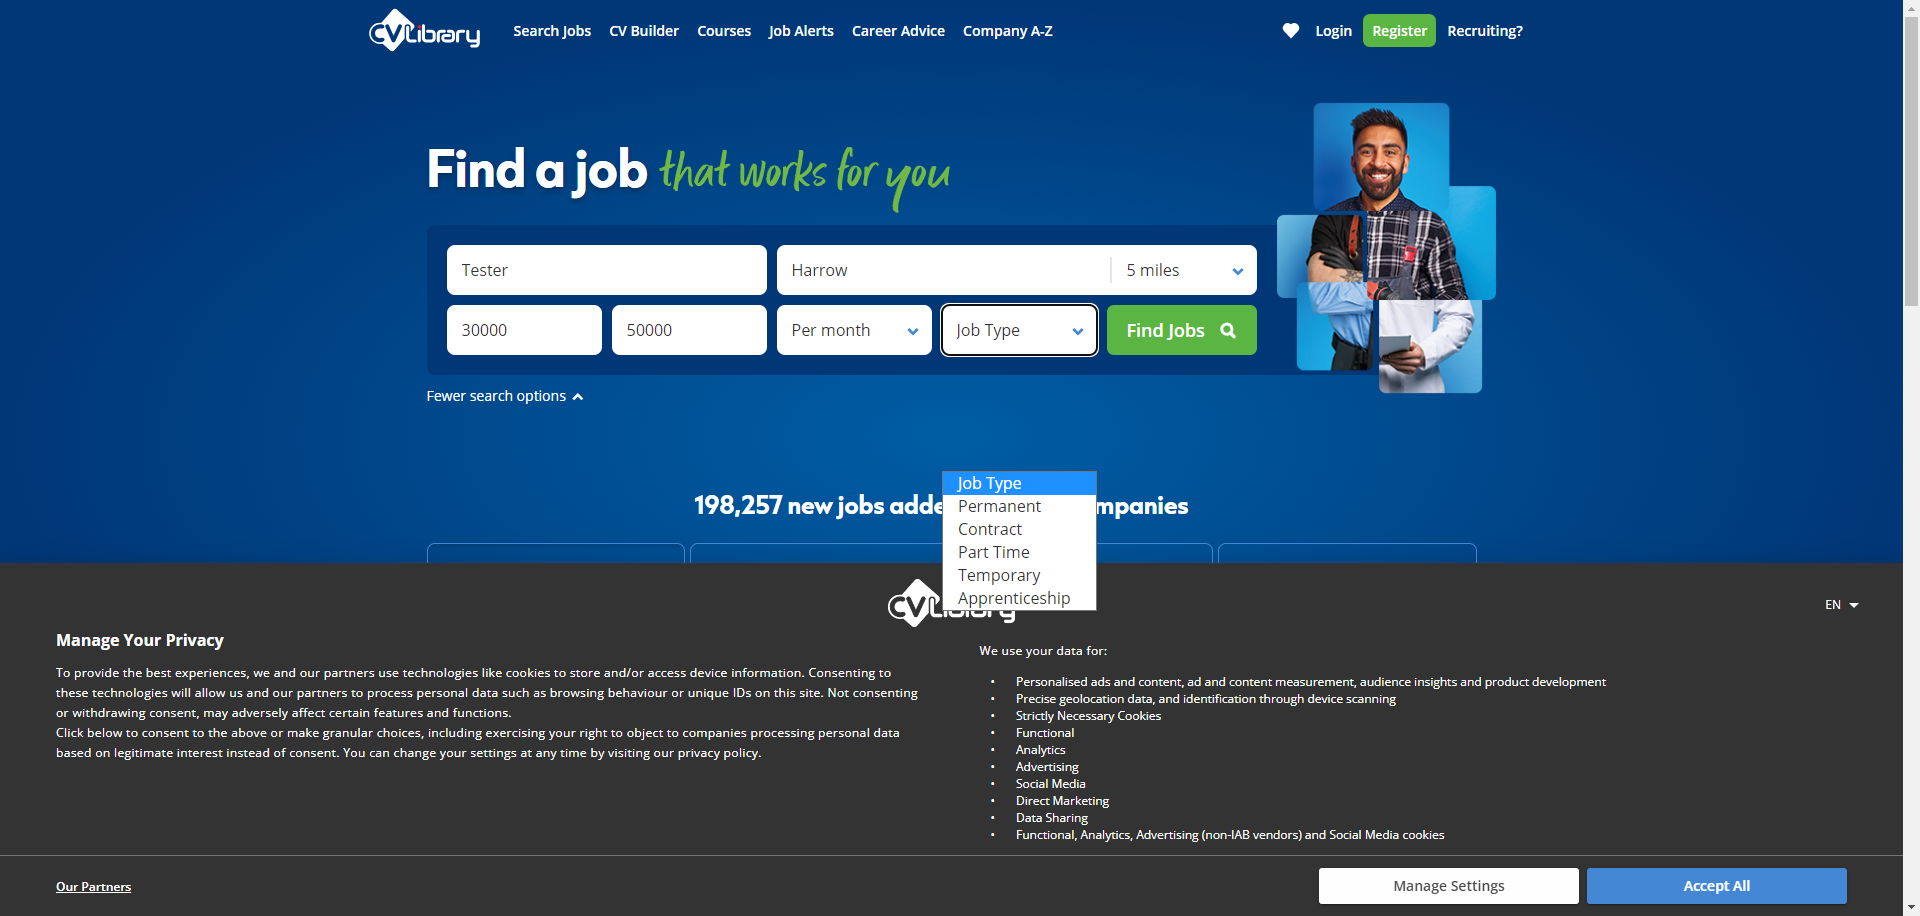 CVLibrary
Search Jobs
CV Builder
Courses
Job Alerts
Career Advice
Company A-Z
Login
Register
Recruiting?
Find a job that works for you
Tester
Harrow
5 miles
30000
50000
Per month
Job Type
Find Jobs
Fewer search options
198,257 new jobs adde
mpanies
Job Type
Permanent
Contract
Part Time
Temporary
Apprenticeship
CVLibrary
EN
Manage Your Privacy
To provide the best experiences, we and our partners use technologies like cookies to store and/or access device information. Consenting to
these technologies will allow us and our partners to process personal data such as browsing behaviour or unique IDs on this site. Not consenting
or withdrawing consent, may adversely affect certain features and functions.
Click below to consent to the above or make granular choices, including exercising your right to object to companies processing personal data
based on legitimate interest instead of consent. You can change your settings at any time by visiting our privacy policy.
We use your data for:
• Personalised ads and content, ad and content measurement, audience insights and product development
• Precise geolocation data, and identification through device scanning
• Strictly Necessary Cookies
• Functional
• Analytics
• Advertising
• Social Media
• Direct Marketing
• Data Sharing
• Functional, Analytics, Advertising (non-IAB vendors) and Social Media cookies
Our Partners
Manage Settings
Accept All